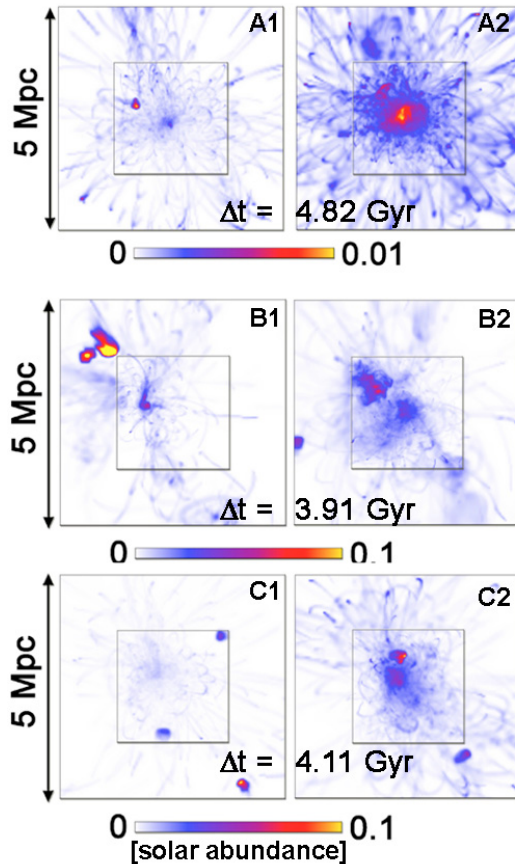 A1 A2
5 Mpc
Δt = 4.82 Gyr
0 0.01
B1 B2
5 Mpc
Δt = 3.91 Gyr
0 0.1
C1 C2
5 Mpc
Δt = 4.11 Gyr
0 0.1
[solar abundance]